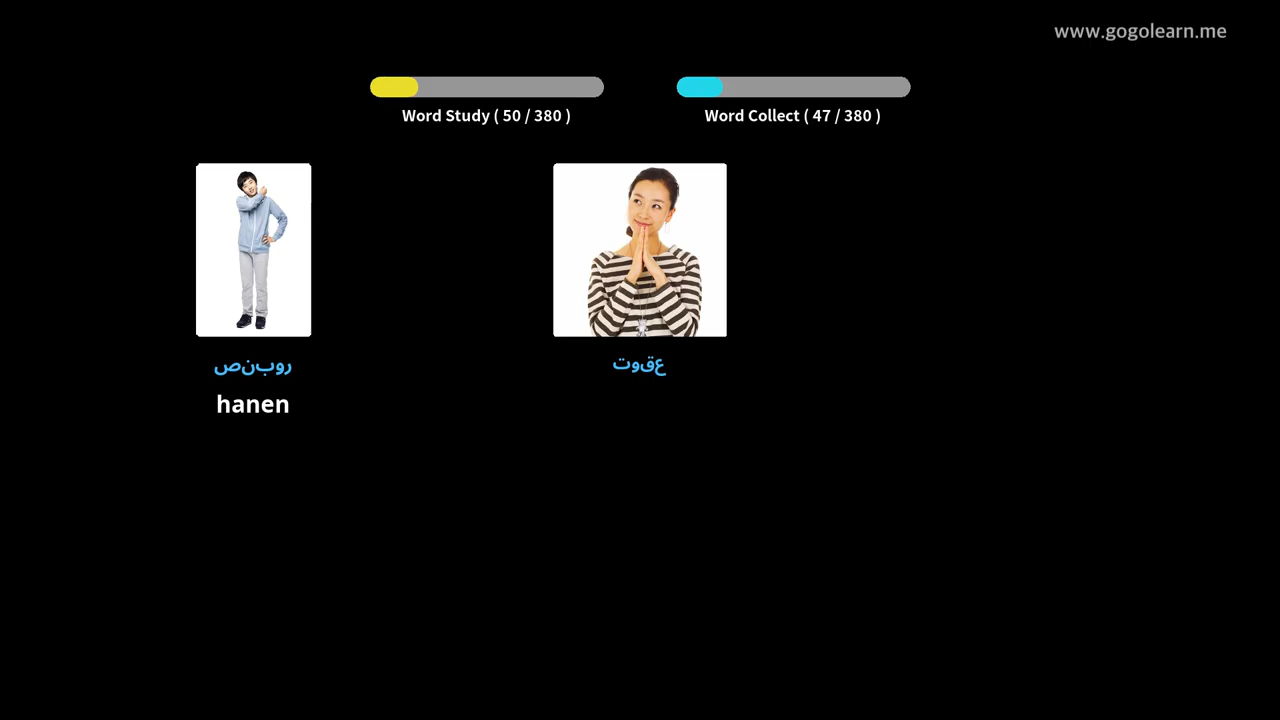 www.gogolearn.me
Word Study ( 50 / 380 )
Word Collect ( 47 / 380 )
روبنص
عقوت
hanen